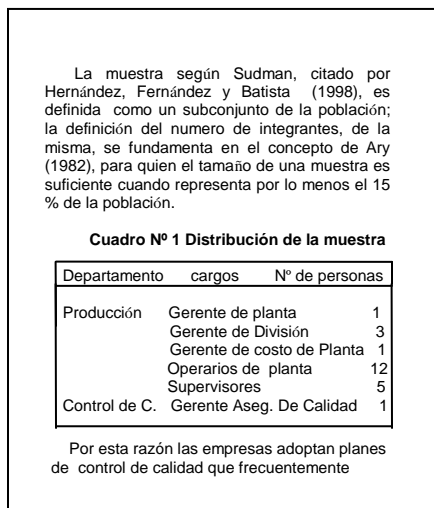 La muestra según Sudman, citado por
Hernández, Fernández y Batista (1998), es
definida como un subconjunto de la población;
la definición del numero de integrantes, de la
misma, se fundamenta en el concepto de Ary
(1982), para quien el tamaño de una muestra es
suficiente cuando representa por lo menos el 15
% de la población.
Cuadro Nº 1 Distribución de la muestra
Departamento cargos Nº de personas
Producción Gerente de planta 1
Gerente de División 3
Gerente de costo de Planta 1
Operarios de planta 12
Supervisores 5
Control de C. Gerente Aseg. De Calidad 1
Por esta razón las empresas adoptan planes
de control de calidad que frecuentemente